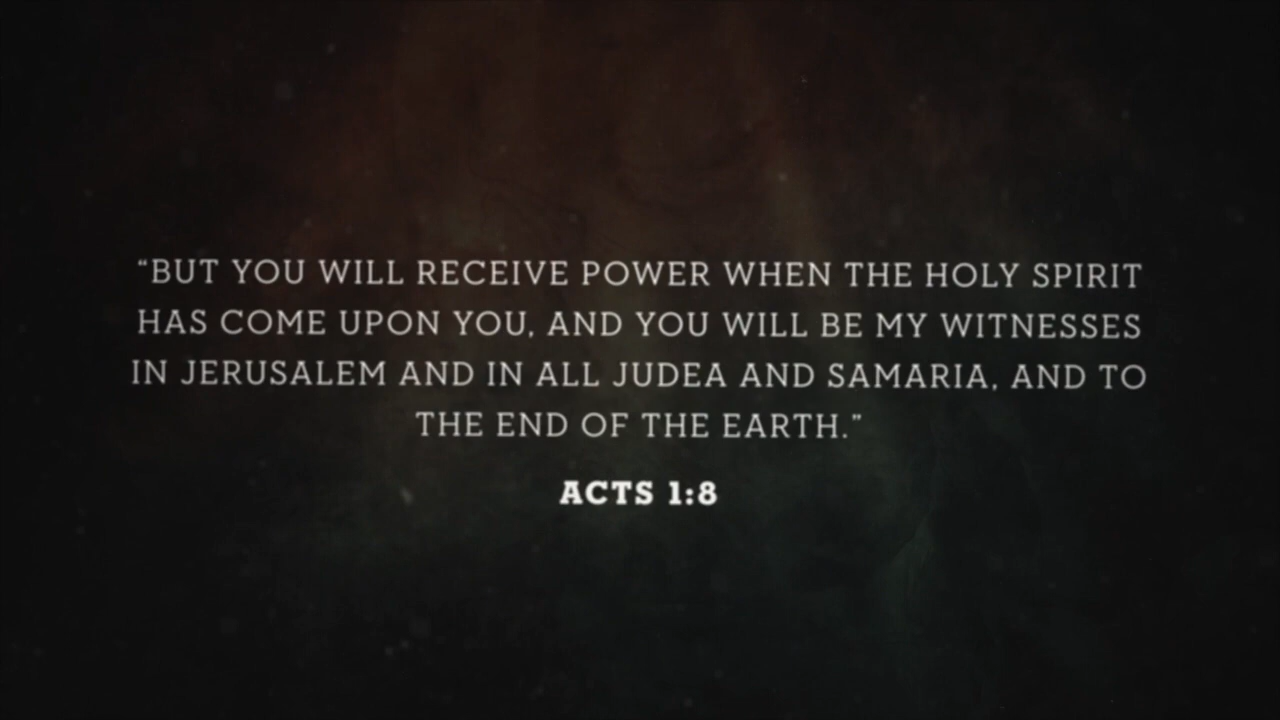 “BUT YOU WILL RECEIVE POWER WHEN THE HOLY SPIRIT
HAS COME UPON YOU, AND YOU WILL BE MY WITNESSES
IN JERUSALEM AND IN ALL JUDEA AND SAMARIA, AND TO
THE END OF THE EARTH.”
ACTS 1:8